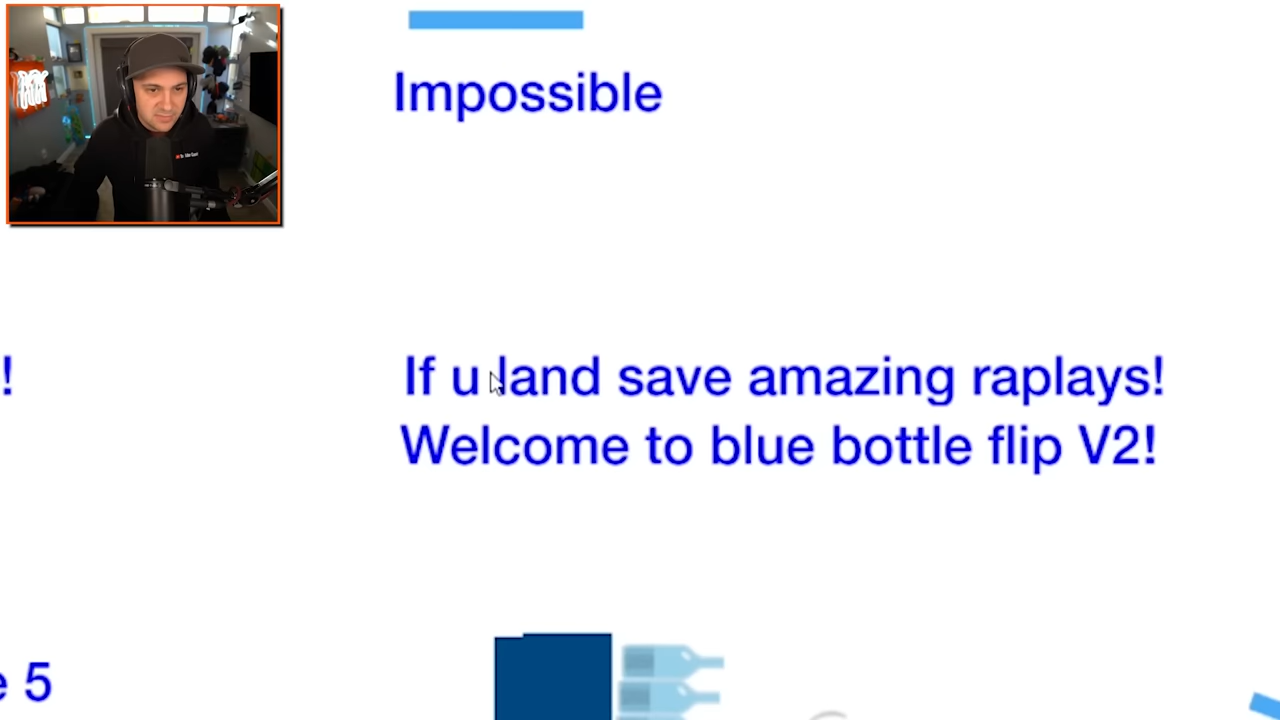 Impossible
!
If u land save amazing raplays!
Welcome to blue bottle flip V2!
e 5